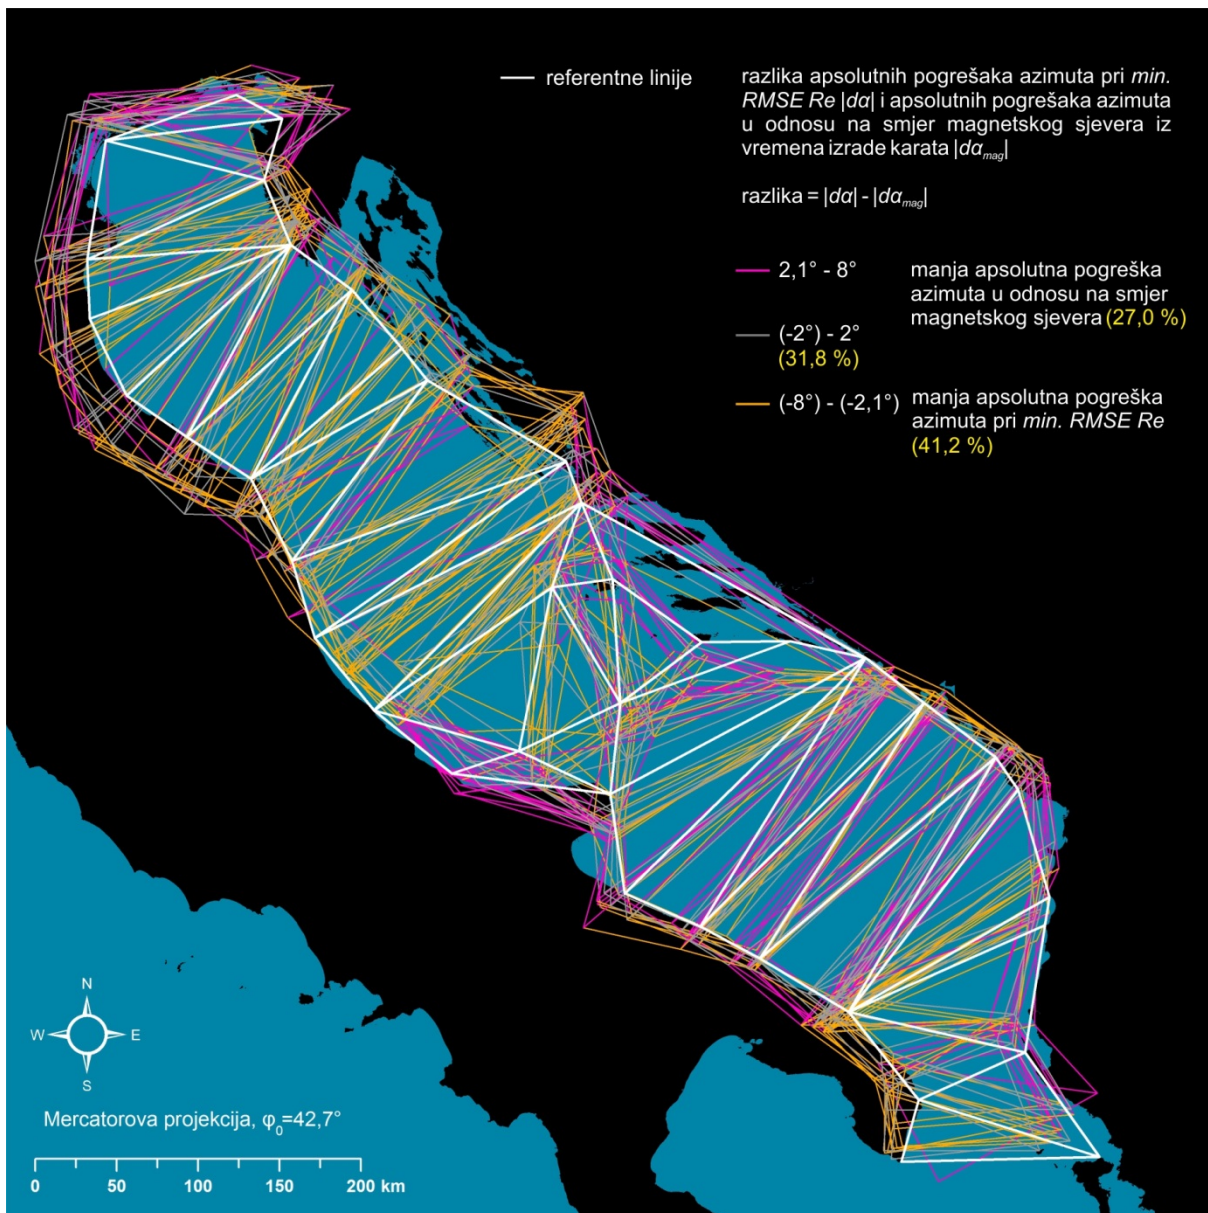 referentne linije
razlika apsolutnih pogrešaka azimuta pri min.
RMSE Re |dα| i apsolutnih pogrešaka azimuta
u odnosu na smjer magnetskog sjevera iz
vremena izrade karata |dαmag|
razlika = |dα| - |dαmag|
2,1° - 8°
manja apsolutna pogreška
azimuta u odnosu na smjer
magnetskog sjevera (27,0 %)
(-2°) - 2°
(31,8 %)
(-8°) - (-2,1°)
manja apsolutna pogreška
azimuta pri min. RMSE Re
(41,2 %)
N
W E
S
Mercatorova projekcija, φ0=42,7°
0 50 100 150 200 km